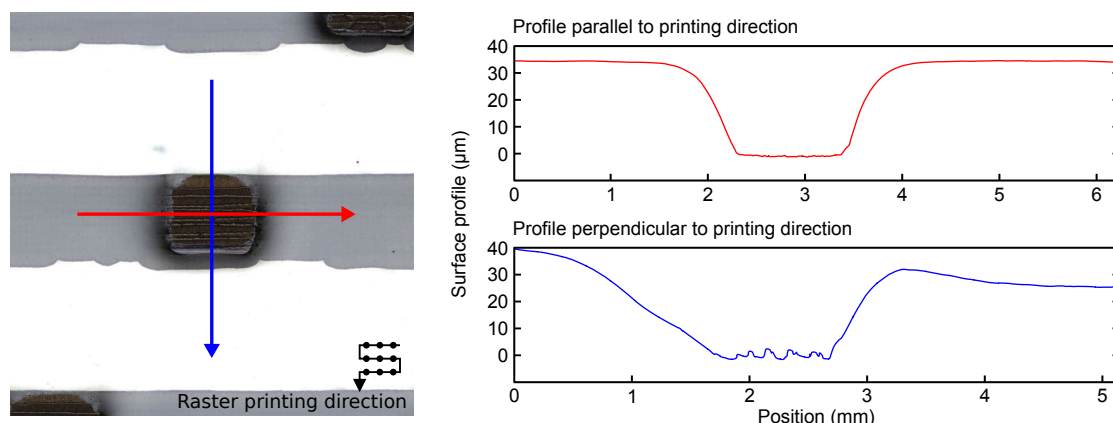 Raster printing direction
Profile parallel to printing direction
40
30
20
10
0
0 1 2 3 4 5 6
Surface profile (µm)
Profile perpendicular to printing direction
40
30
20
10
0
0 1 2 3 4 5
Position (mm)